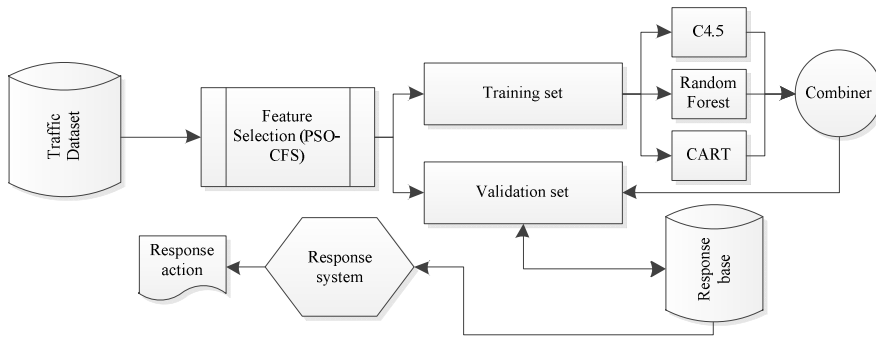 Traffic
Dataset
Feature
Selection (PSO-
CFS)
Training set
C4.5
Random
Forest
CART
Combiner
Validation set
Response
action
Response
system
Response
base